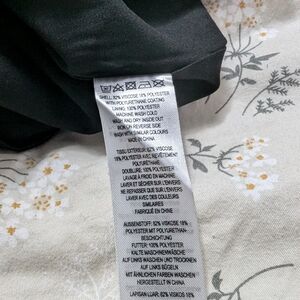 SHELL: 82% VISCOSE 18% POLYESTER
WITH POLYURETHANE COATING
LINING: 100% POLYESTER
MACHINE WASH COLD
WASH AND DRY INSIDE OUT
IRON ON REVERSE SIDE
WASH WITH SIMILAR COLOURS
MADE IN CHINA
TISSU EXTERIEUR: 82% VISCOSE
18% POLYESTER AVEC REVÊTEMENT
POLYURÉTHANE
DOUBLURE: 100% POLYESTER
LAVAGE À FROID EN MACHINE
LAVER ET SÉCHER SUR L'ENVERS
NE REPASSER QUE SUR L'ENVERS
LAVER AVEC DES COULEURS
SIMILAIRES
FABRIQUÉ EN CHINE
AUSSENSTOFF: 82% VISKOSE 18%
POLYESTER MIT POLYURETHAN-
BESCHICHTUNG
FUTTER: 100% POLYESTER
KALTE MASCHINENWÄSCHE
AUF LINKS WASCHEN UND TROCKNEN
AUF LINKS BÜGELN
MIT ÄHNLICHEN FARBEN WASCHEN
HERGESTELLT IN CHINA
LAPISAN LUAR: 82% VISKOS 18%